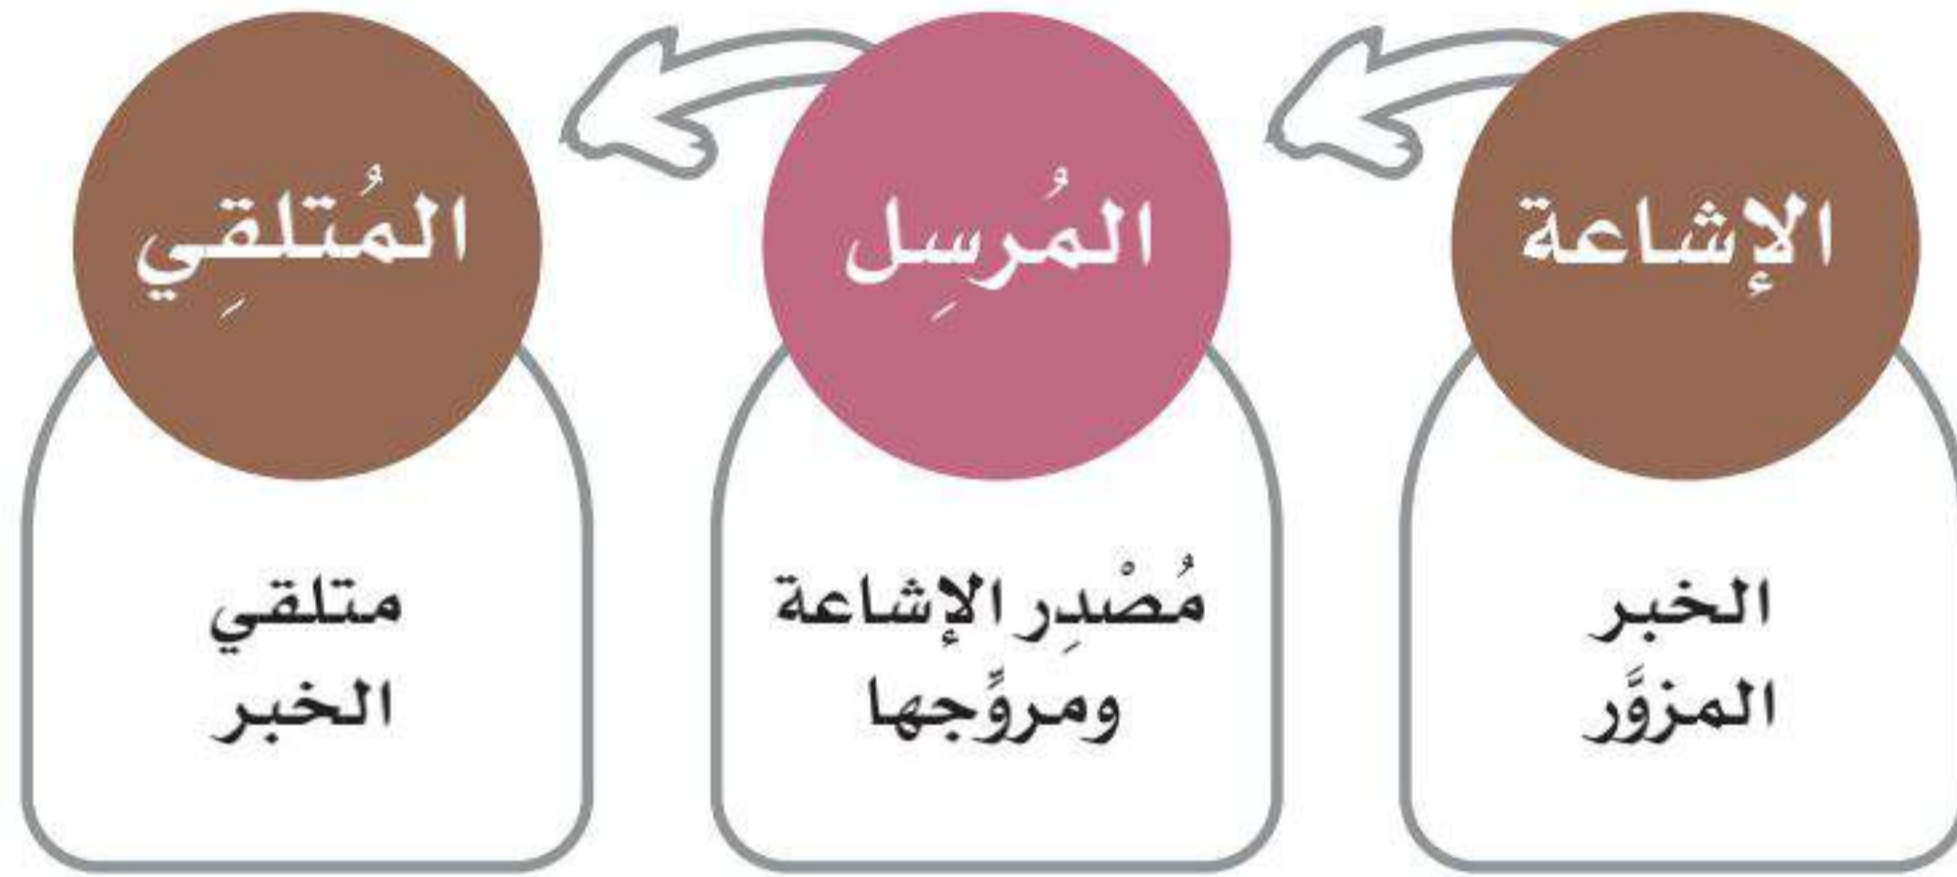 الإشاعة
الخبر
المزوَّر
المُرسِل
مُصْدِر الإشاعة
ومروِّجها
المُتلقِي
متلقي
الخبر